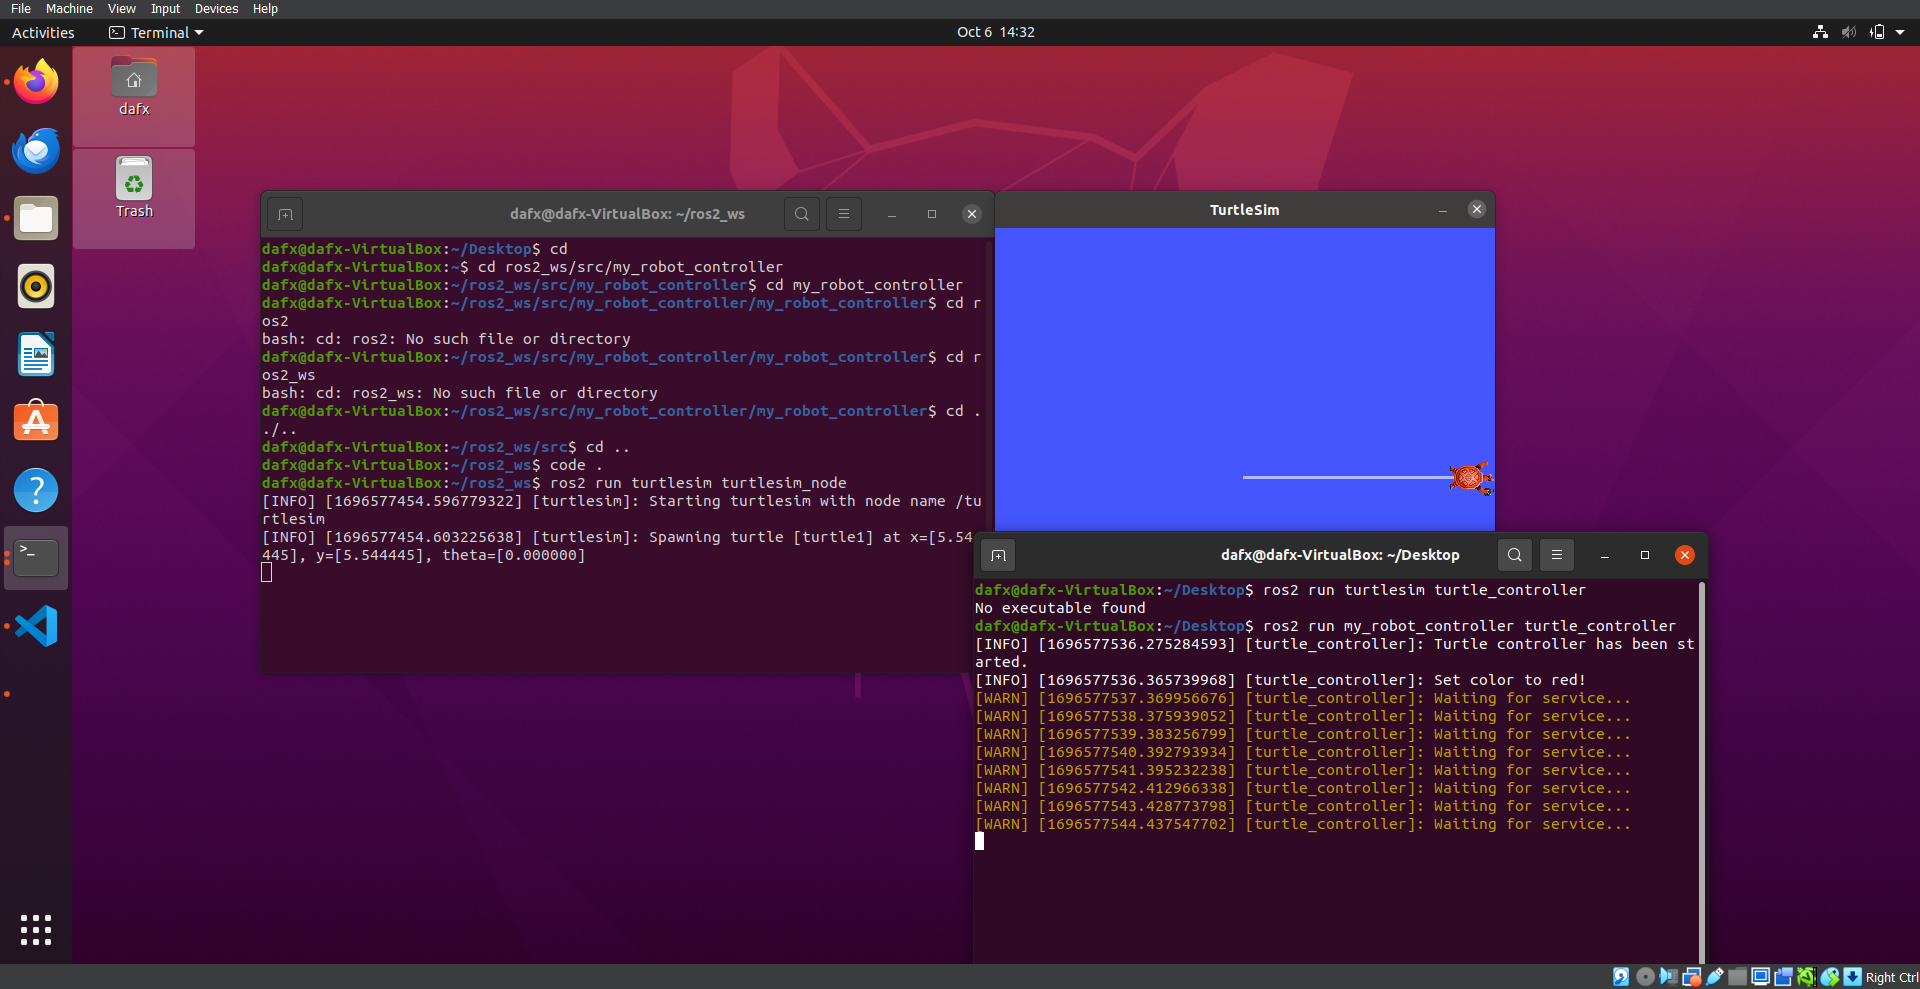 File Machine View Input Devices Help
Activities Terminal Oct 6 14:32
dafx
Trash
dafx@dafx-VirtualBox: ~/ros2_ws
dafx@dafx-VirtualBox:~/Desktop$ cd
dafx@dafx-VirtualBox:~$ cd ros2_ws/src/my_robot_controller
dafx@dafx-VirtualBox:~/ros2_ws/src/my_robot_controller$ cd my_robot_controller
dafx@dafx-VirtualBox:~/ros2_ws/src/my_robot_controller/my_robot_controller$ cd r
os2
bash: cd: ros2: No such file or directory
dafx@dafx-VirtualBox:~/ros2_ws/src/my_robot_controller/my_robot_controller$ cd r
os2_ws
bash: cd: ros2_ws: No such file or directory
dafx@dafx-VirtualBox:~/ros2_ws/src/my_robot_controller/my_robot_controller$ cd .
./..
dafx@dafx-VirtualBox:~/ros2_ws/src$ cd ..
dafx@dafx-VirtualBox:~/ros2_ws$ code .
dafx@dafx-VirtualBox:~/ros2_ws$ ros2 run turtlesim turtlesim_node
[INFO] [1696577454.596779322] [turtlesim]: Starting turtlesim with node name /tu
rtlesim
[INFO] [1696577454.603225638] [turtlesim]: Spawning turtle [turtle1] at x=[5.54
445], y=[5.544445], theta=[0.000000]
TurtleSim
dafx@dafx-VirtualBox: ~/Desktop
dafx@dafx-VirtualBox:~/Desktop$ ros2 run turtlesim turtle_controller
No executable found
dafx@dafx-VirtualBox:~/Desktop$ ros2 run my_robot_controller turtle_controller
[INFO] [1696577536.275284593] [turtle_controller]: Turtle controller has been st
arted.
[INFO] [1696577536.365739968] [turtle_controller]: Set color to red!
[WARN] [1696577537.369956676] [turtle_controller]: Waiting for service...
[WARN] [1696577538.375939052] [turtle_controller]: Waiting for service...
[WARN] [1696577539.383256799] [turtle_controller]: Waiting for service...
[WARN] [1696577540.392793934] [turtle_controller]: Waiting for service...
[WARN] [1696577541.395232238] [turtle_controller]: Waiting for service...
[WARN] [1696577542.412966338] [turtle_controller]: Waiting for service...
[WARN] [1696577543.428773798] [turtle_controller]: Waiting for service...
[WARN] [1696577544.437547702] [turtle_controller]: Waiting for service...
Right Ctrl